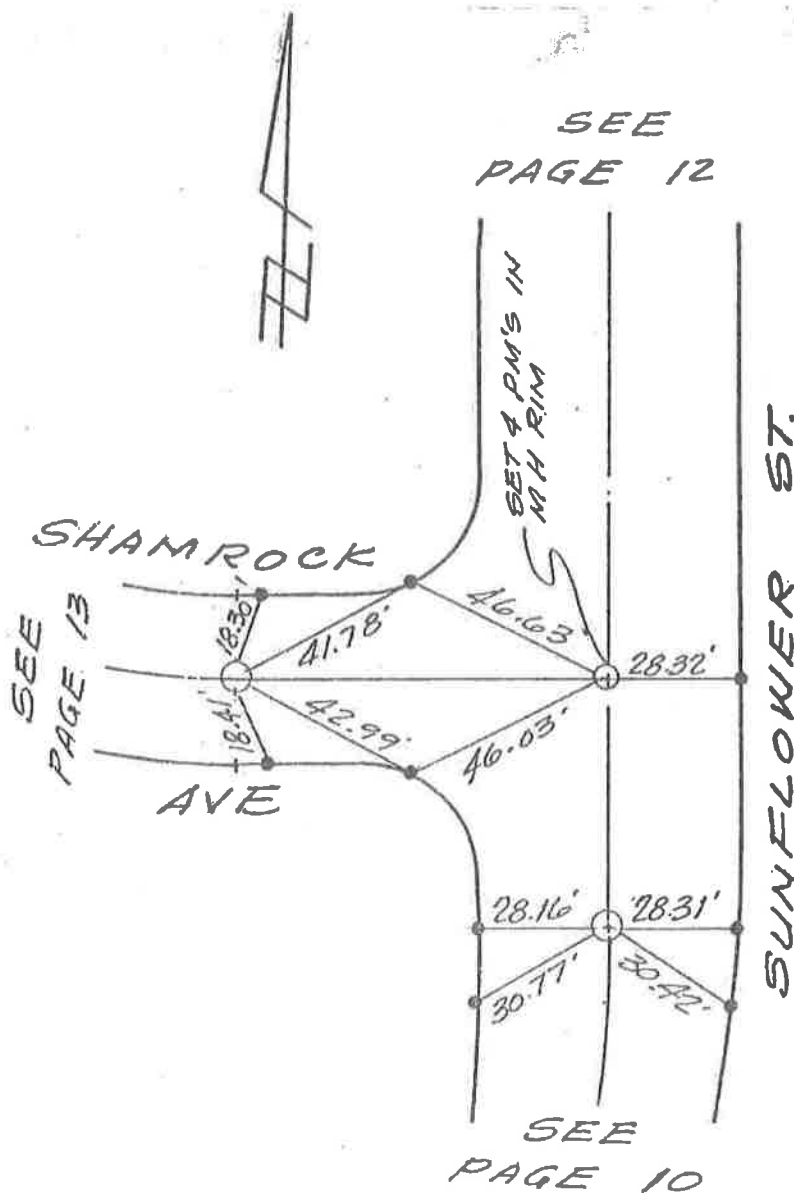 SEE
PAGE 12
SET 4 PM'S IN
MH RIM
SHAMROCK
SEE
PAGE 13
18.30'
41.78'
46.63'
28.32'
18.41'
42.99'
46.03'
AVE
SUNFLOWER ST.
28.16'
28.31'
30.77'
30.42'
SEE
PAGE 10